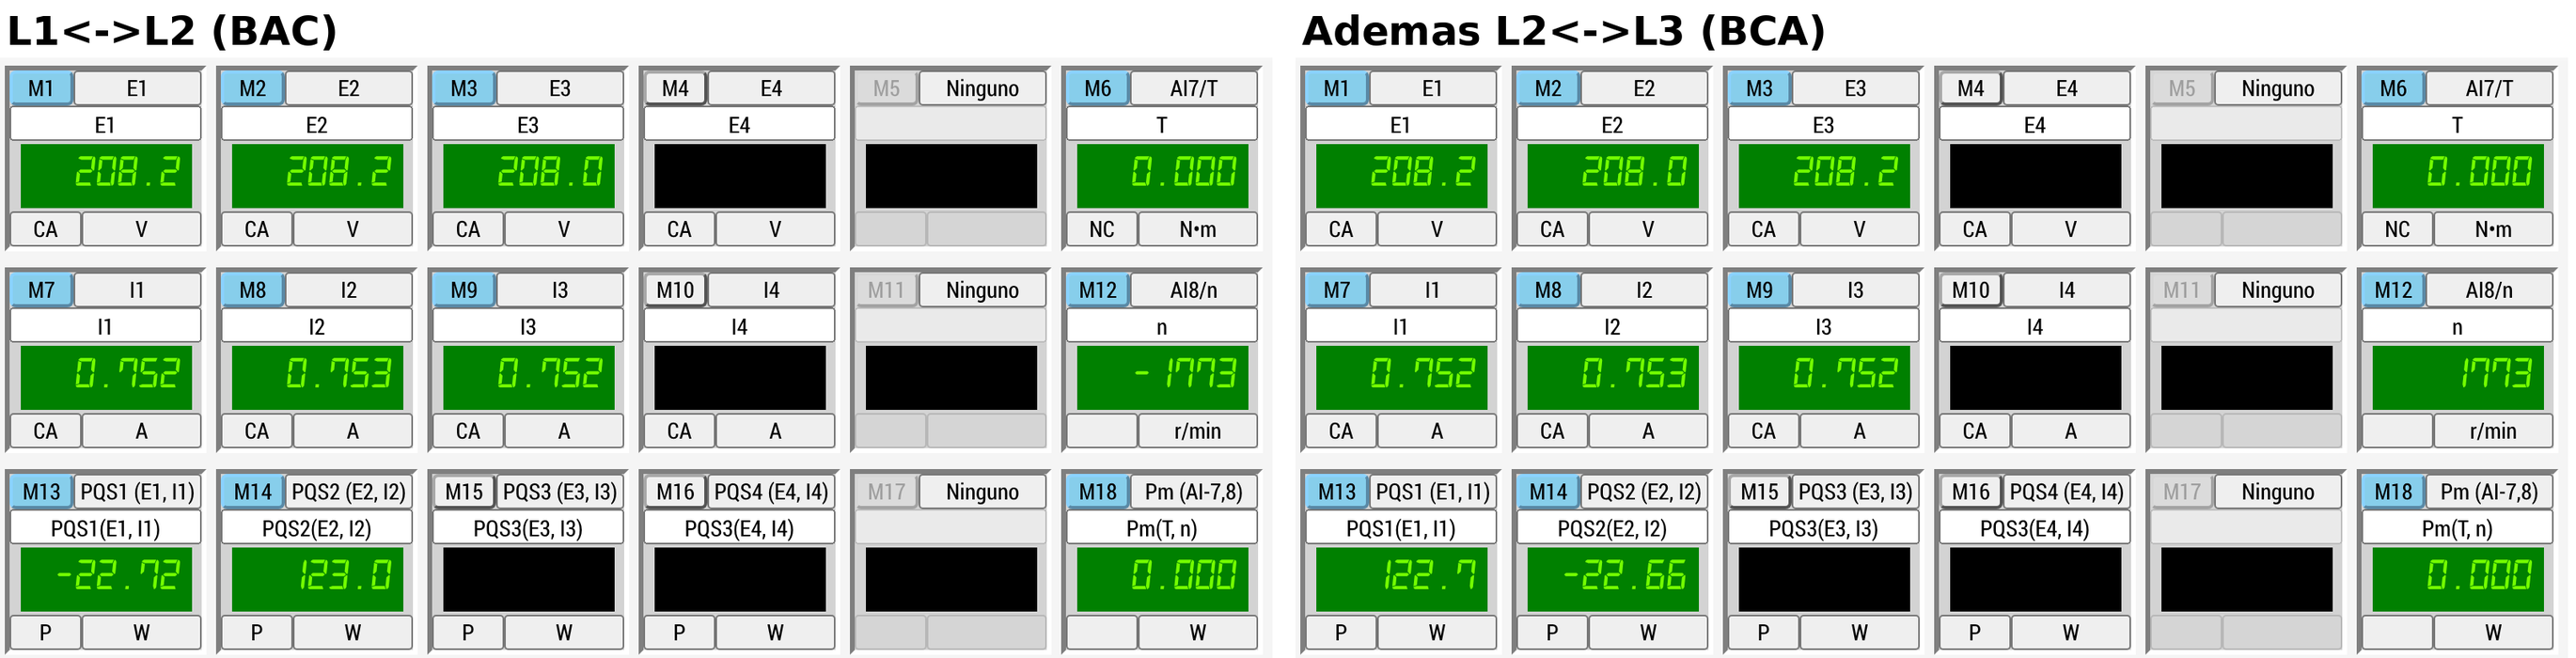 L1<->L2 (BAC)
M1 E1 M2 E2 M3 E3 M4 E4 M5 Ninguno M6 AI7/T
E1 E2 E3 E4 T
208.2 208.2 208.0 0.000
CA V CA V CA V CA V NC N•m
M7 I1 M8 I2 M9 I3 M10 I4 M11 Ninguno M12 AI8/n
I1 I2 I3 I4 n
0.752 0.753 0.752 -1773
CA A CA A CA A CA A r/min
M13 PQS1 (E1, I1) M14 PQS2 (E2, I2) M15 PQS3 (E3, I3) M16 PQS4 (E4, I4) M17 Ninguno M18 Pm (AI-7,8)
PQS1(E1, I1) PQS2(E2, I2) PQS3(E3, I3) PQS3(E4, I4) Pm(T, n)
-22.72 123.0 0.000
P W P W P W P W W
Ademas L2<->L3 (BCA)
M1 E1 M2 E2 M3 E3 M4 E4 M5 Ninguno M6 AI7/T
E1 E2 E3 E4 T
208.2 208.0 208.2 0.000
CA V CA V CA V CA V NC N•m
M7 I1 M8 I2 M9 I3 M10 I4 M11 Ninguno M12 AI8/n
I1 I2 I3 I4 n
0.752 0.753 0.752 1773
CA A CA A CA A CA A r/min
M13 PQS1 (E1, I1) M14 PQS2 (E2, I2) M15 PQS3 (E3, I3) M16 PQS4 (E4, I4) M17 Ninguno M18 Pm (AI-7,8)
PQS1(E1, I1) PQS2(E2, I2) PQS3(E3, I3) PQS3(E4, I4) Pm(T, n)
122.7 -22.66 0.000
P W P W P W P W W